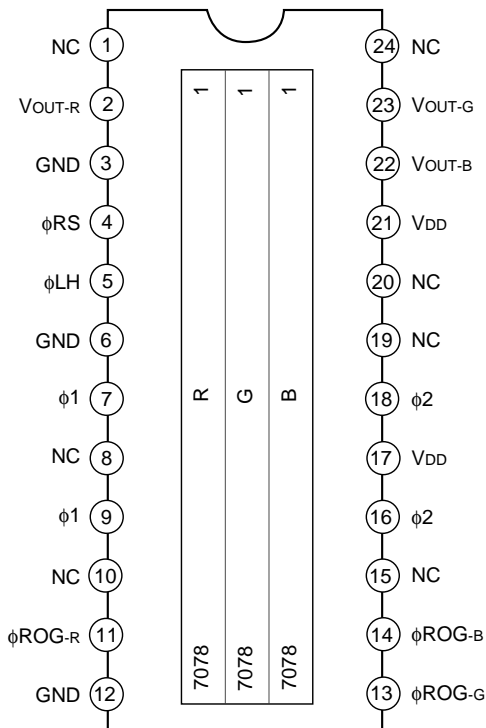 NC 1 1 1 1 24 NC
VOUT-R 2 23 VOUT-G
GND 3 22 VOUT-B
ϕRS 4 21 VDD
ϕLH 5 20 NC
GND 6 19 NC
ϕ1 7 R G B 18 ϕ2
NC 8 17 VDD
ϕ1 9 16 ϕ2
NC 10 15 NC
ϕROG-R 11 14 ϕROG-B
GND 12 7078 7078 7078 13 ϕROG-G